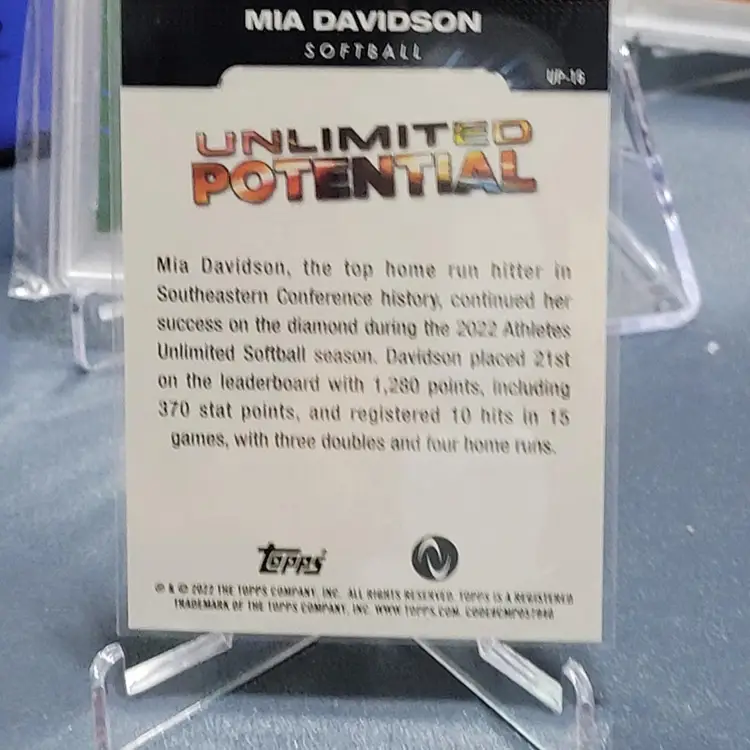 MIA DAVIDSON
SOFTBALL
UP-16
UNLIMITED
POTENTIAL
Mia Davidson, the top home run hitter in
Southeastern Conference history, continued her
success on the diamond during the 2022 Athletes
Unlimited Softball season. Davidson placed 21st
on the leaderboard with 1,280 points, including
370 stat points, and registered 10 hits in 15
games, with three doubles and four home runs.
topps
® & © 2022 THE TOPPS COMPANY, INC. ALL RIGHTS RESERVED. TOPPS IS A REGISTERED
TRADEMARK OF THE TOPPS COMPANY, INC. WWW.TOPPS.COM.